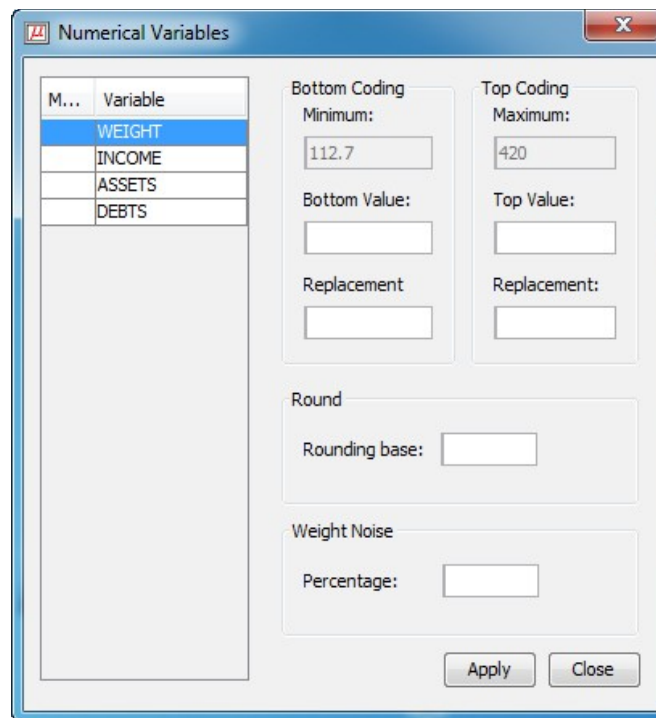 µ Numerical Variables X
M... Variable
WEIGHT
INCOME
ASSETS
DEBTS
Bottom Coding
Minimum:
112.7
Bottom Value:
Replacement
Top Coding
Maximum:
420
Top Value:
Replacement:
Round
Rounding base:
Weight Noise
Percentage:
Apply Close